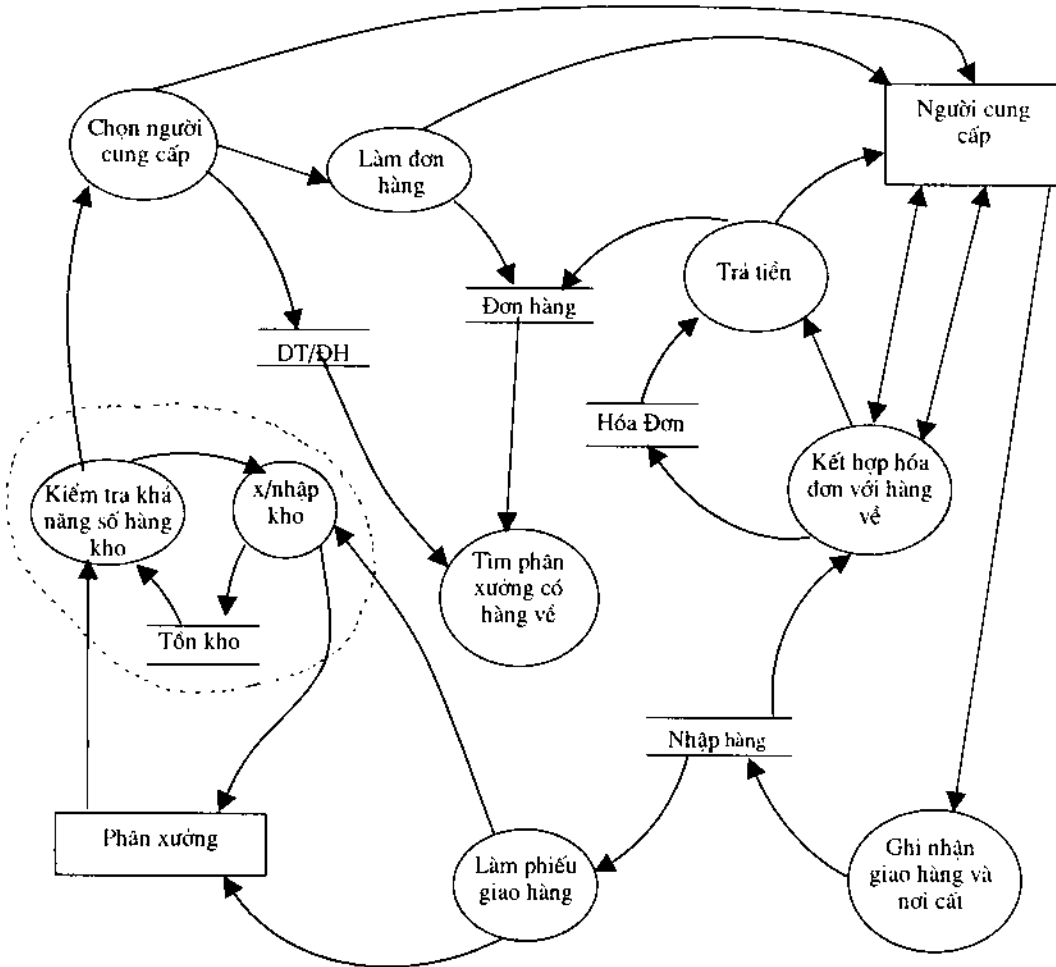 Người cung
cấp
Chọn người
cung cấp
Làm đơn
hàng
Trả tiền
Đơn hàng
DT/ĐH
Hóa Đơn
Kết hợp hóa
đơn với hàng
về
Kiểm tra khả
năng số hàng
kho
x/nhập
kho
Tìm phân
xưởng có
hàng về
Tồn kho
Nhập hàng
Phân xưởng
Làm phiếu
giao hàng
Ghi nhận
giao hàng và
nơi cất